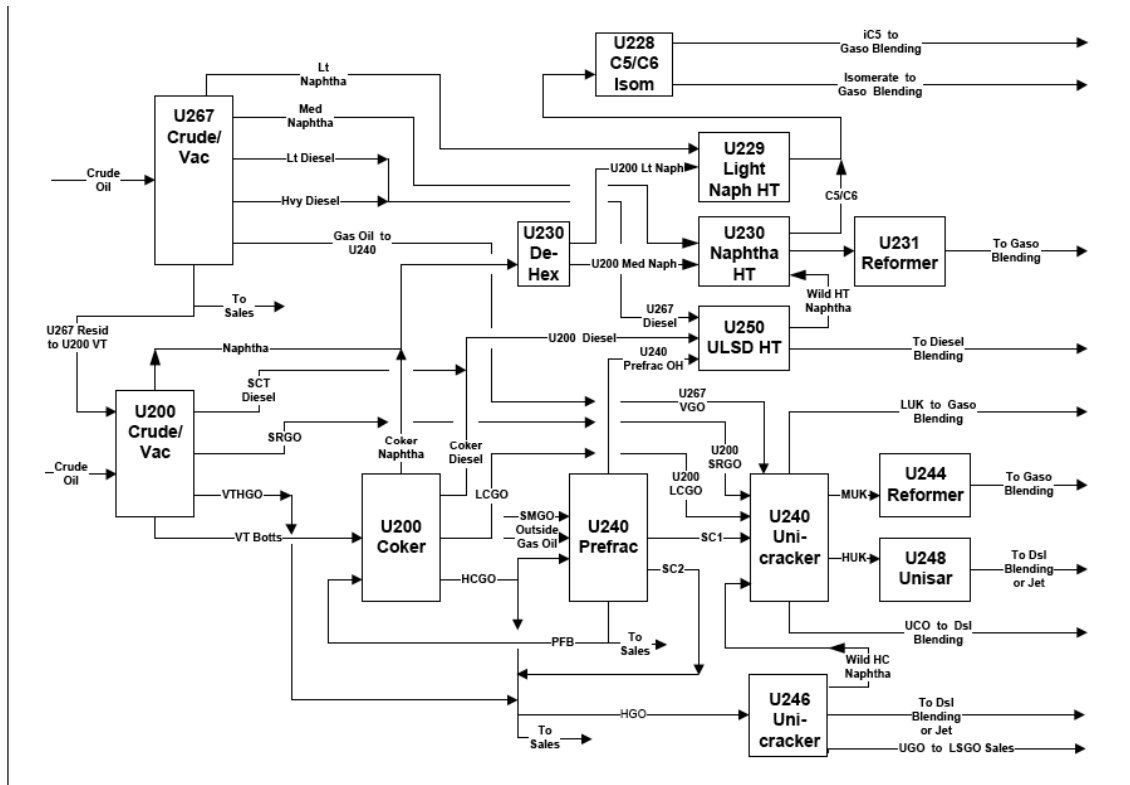 iC5 to
Gaso Blending
U228
C5/C6
Isom
Isomerate to
Gaso Blending
Lt
Naphtha
Med
Naphtha
U267
Crude/
Vac
Crude
Oil
Lt Diesel
Hvy Diesel
Gas Oil to
U240
U229
Light
Naph HT
U200 Lt Naph
C5/C6
U230
De-
Hex
U200 Med Naph
U230
Naphtha
HT
U231
Reformer
To Gaso
Blending
Wild HT
Naphtha
To
Sales
U267 Resid
to U200 VT
U267
Diesel
U250
ULSD HT
To Diesel
Blending
Naphtha
U200 Diesel
U240
Prefrac OH
SCT
Diesel
U200
Crude/
Vac
Crude
Oil
SRGO
VTHGO
VT Botts
Coker
Naphtha
Coker
Diesel
LCGO
U200
Coker
HCGO
SMGO
Outside
Gas Oil
U240
Prefrac
SC1
SC2
PFB
To
Sales
U267
VGO
U200
SRGO
U200
LCGO
U240
Uni-
cracker
LUK to Gaso
Blending
MUK
U244
Reformer
To Gaso
Blending
HUK
U248
Unisar
To Dsl
Blending
or Jet
UCO to Dsl
Blending
Wild HC
Naphtha
HGO
To
Sales
U246
Uni-
cracker
To Dsl
Blending
or Jet
UGO to LSGO Sales